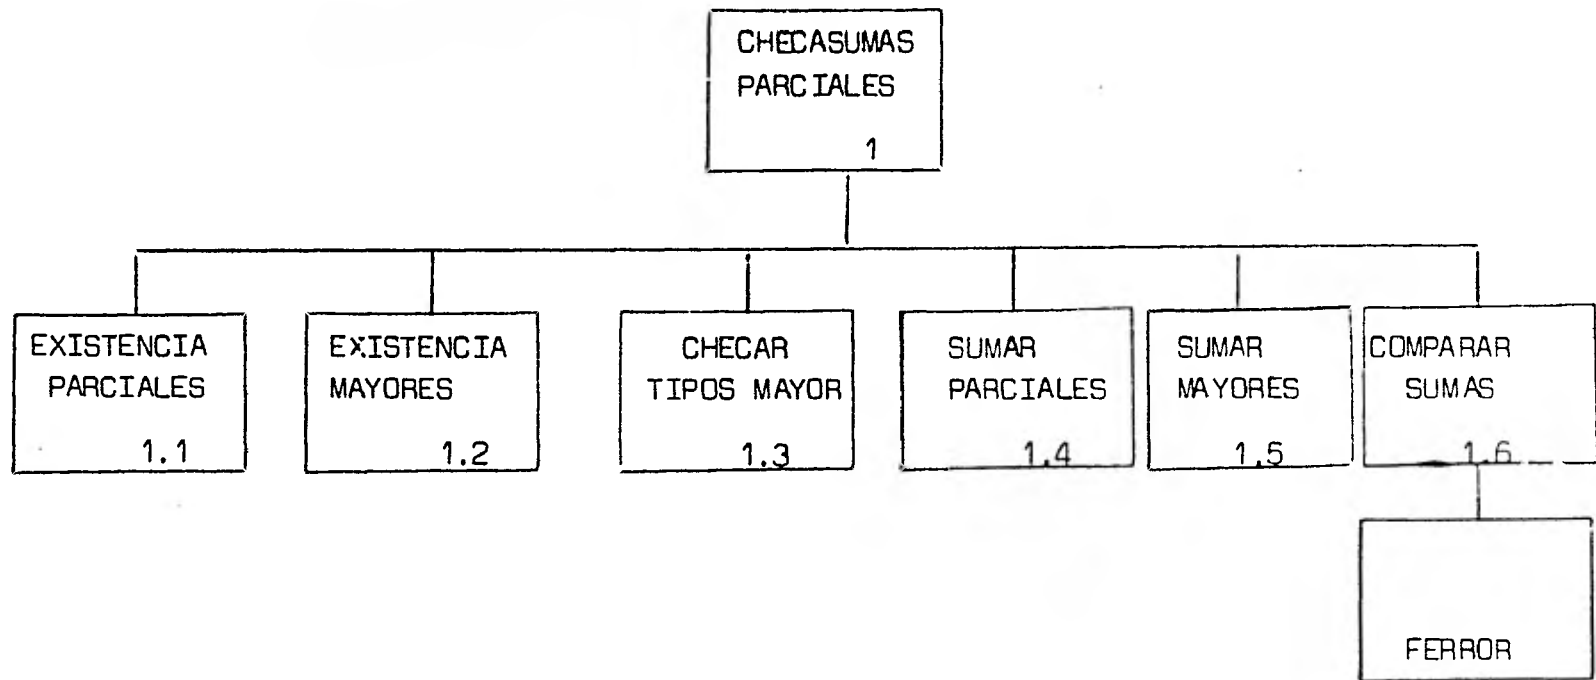 CHECASUMAS
PARCIALES
1
EXISTENCIA
PARCIALES
1.1
EXISTENCIA
MAYORES
1.2
CHECAR
TIPOS MAYOR
1.3
SUMAR
PARCIALES
1.4
SUMAR
MAYORES
1.5
COMPARAR
SUMAS
1.6
FERROR